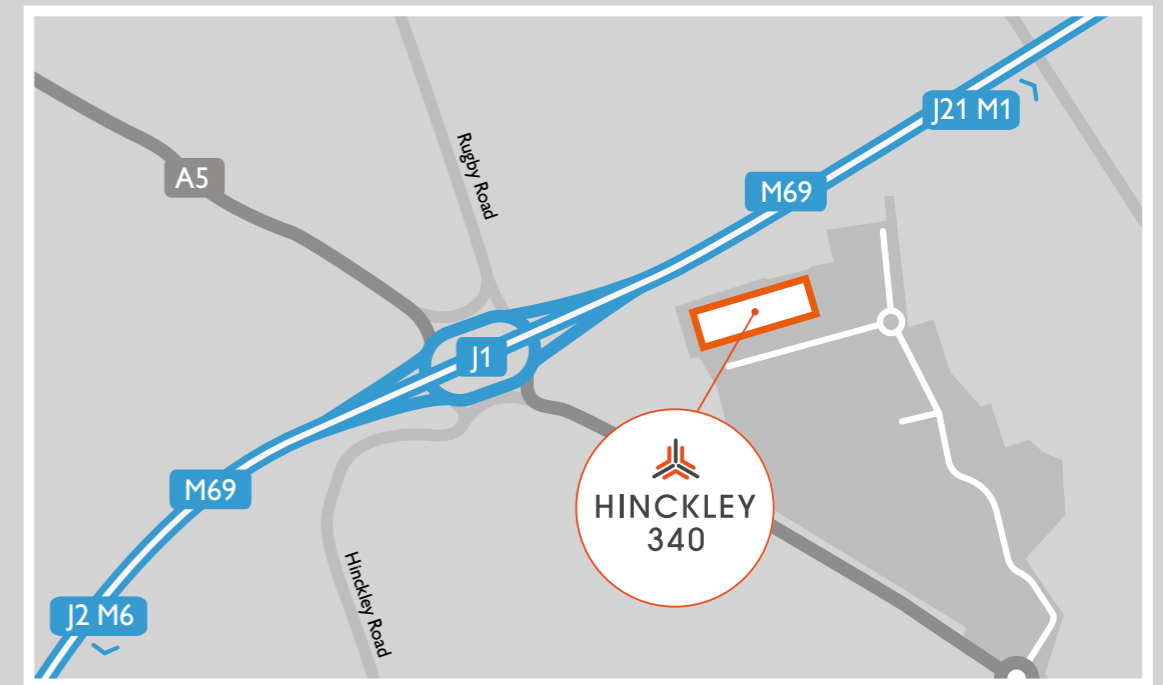 J21 M1
Rugby Road
A5
M69
J1
M69
HINCKLEY
340
Hinckley Road
J2 M6